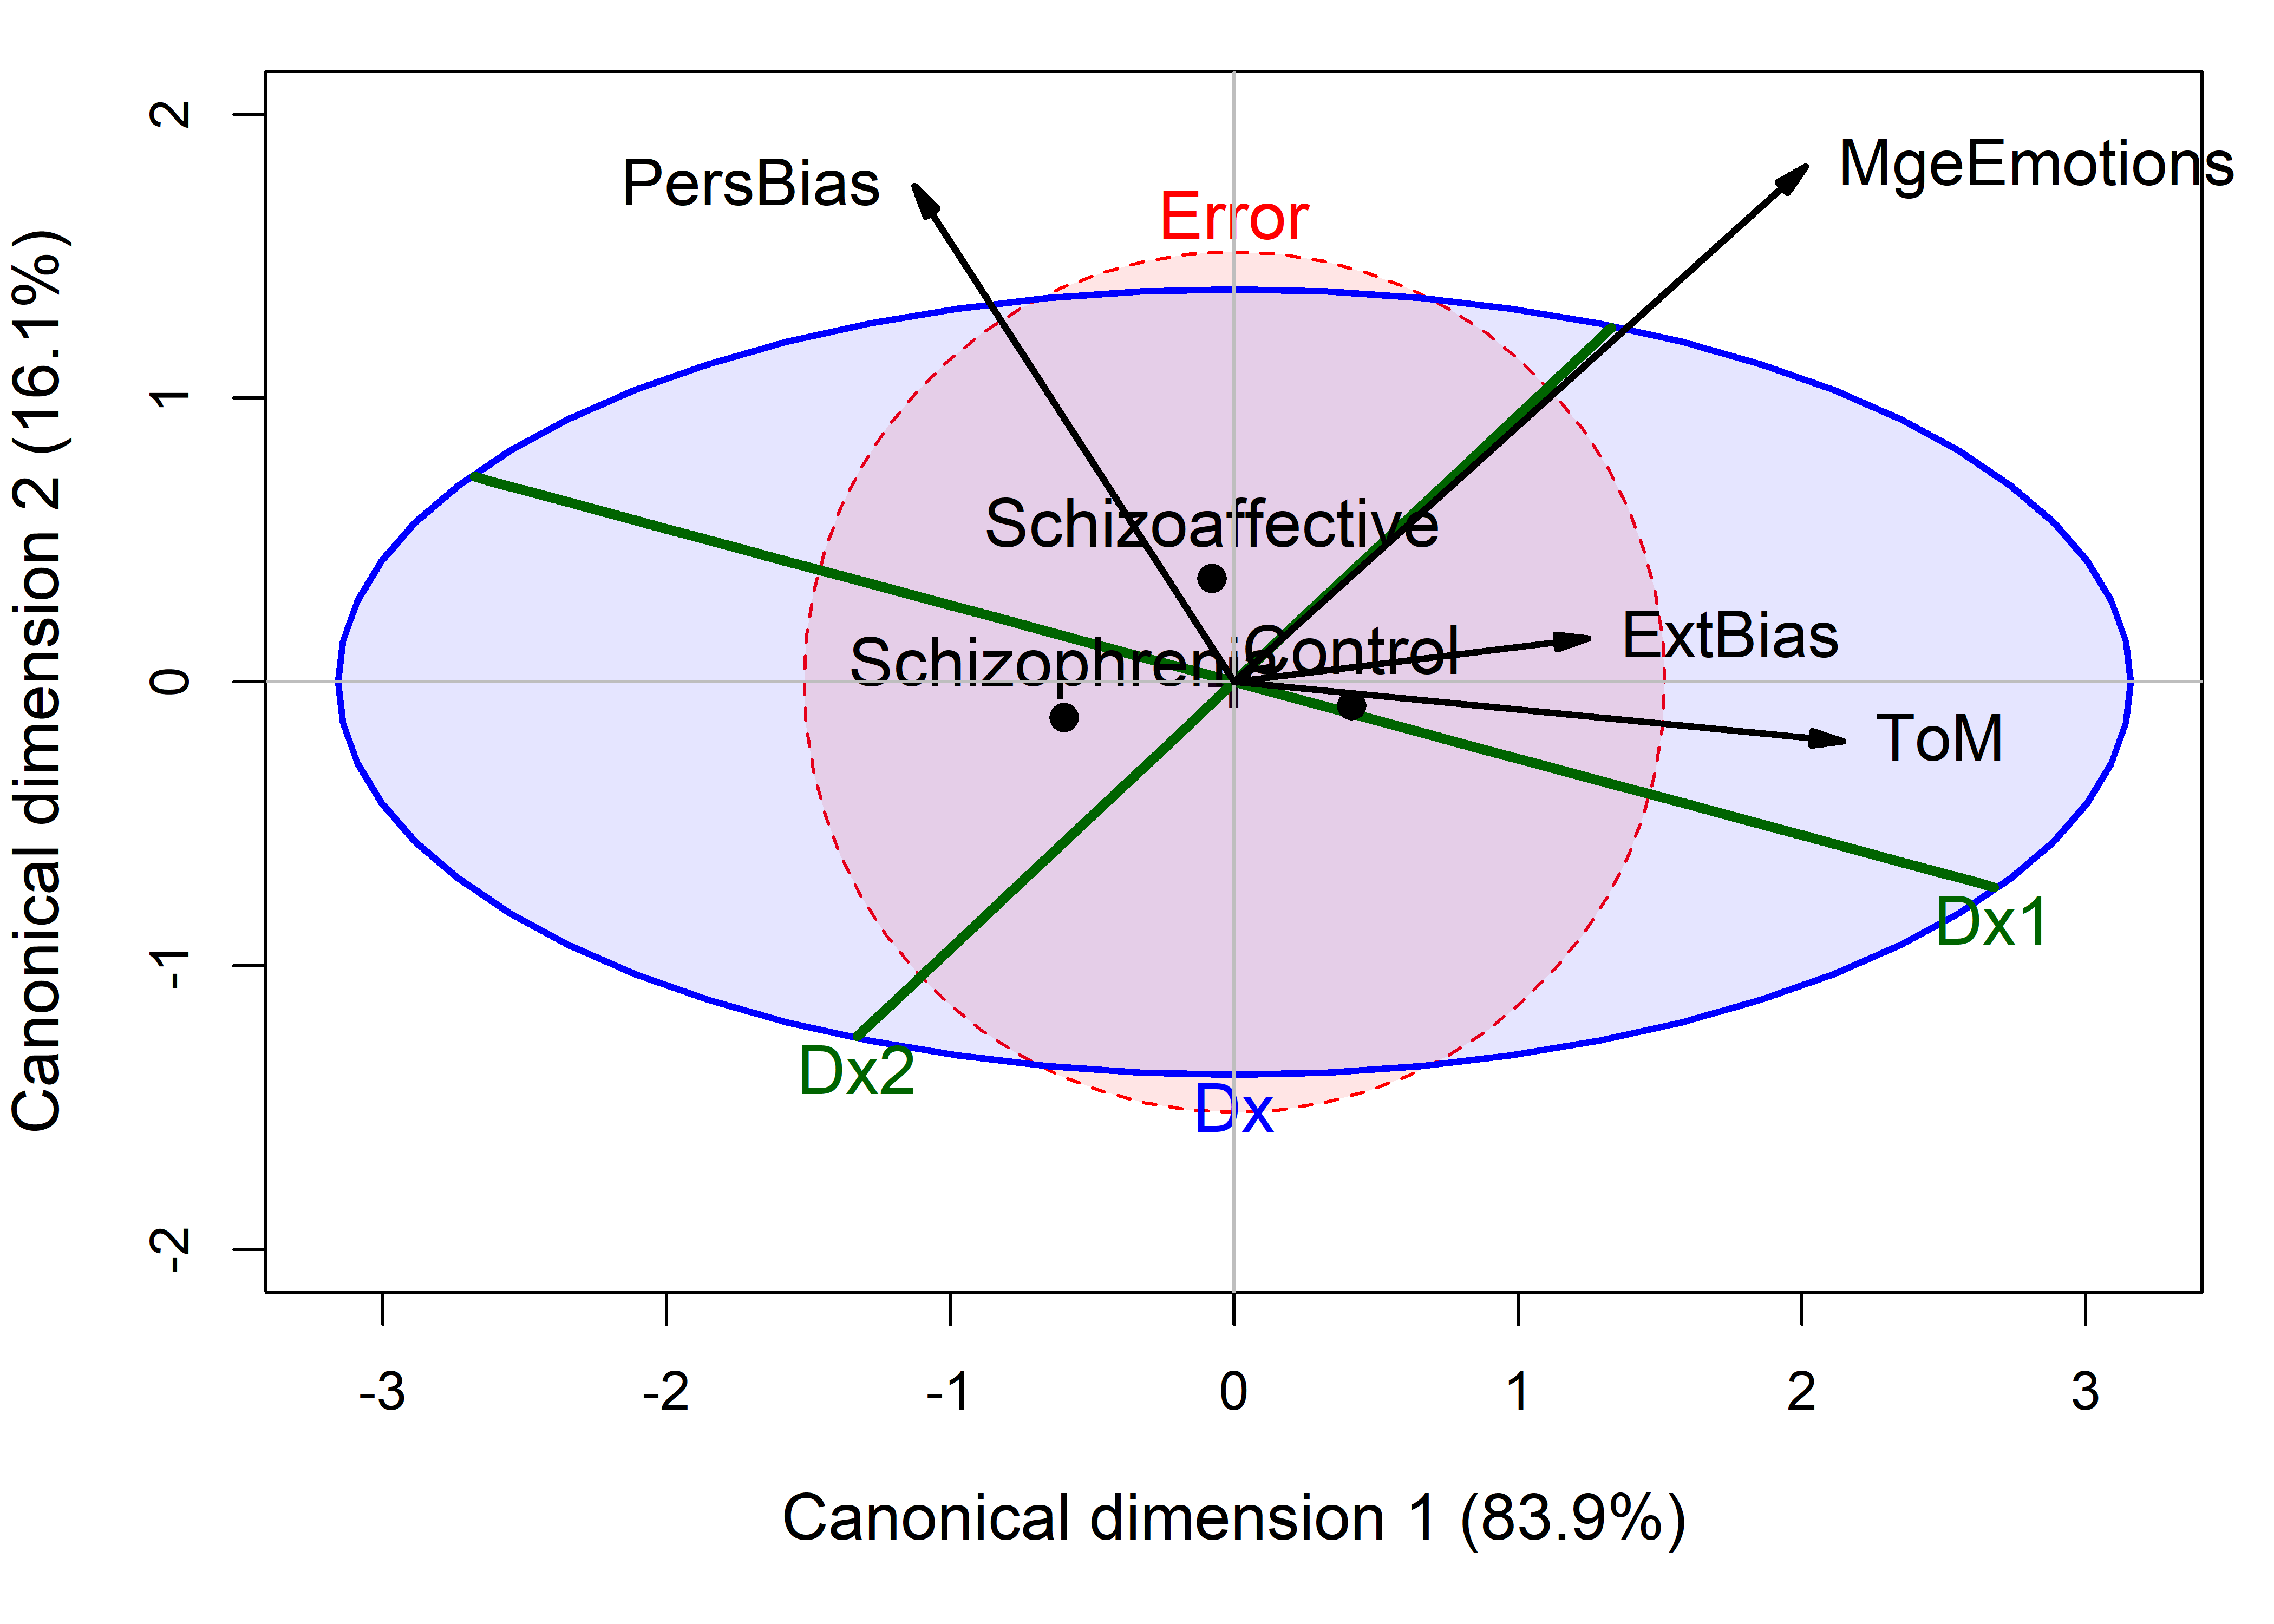 2
1
0
-1
-2
Canonical dimension 2 (16.1%)
PersBias
MgeEmotions
Error
Schizoaffective
ExtBias
Control
Schizophrenia
ToM
Dx1
Dx2
Dx
-3 -2 -1 0 1 2 3
Canonical dimension 1 (83.9%)